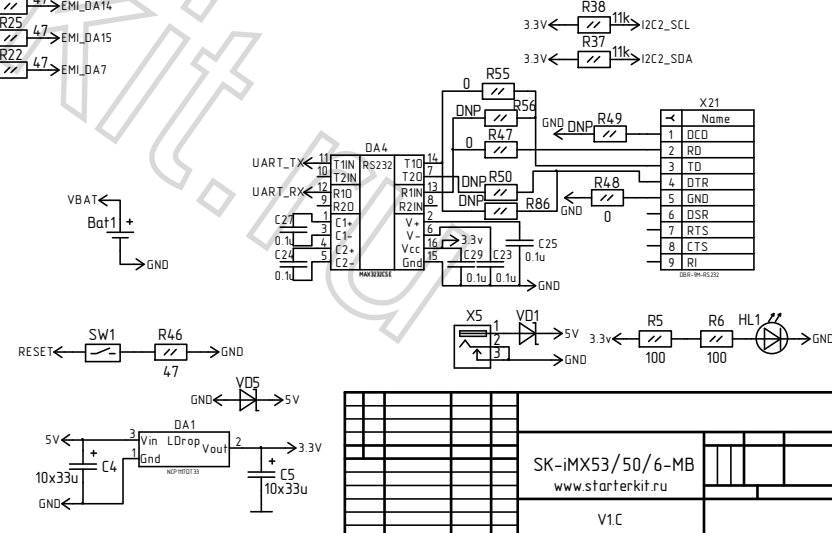 47 EMI_DA14
R25
47 EMI_DA15
R22
47 EMI_DA7
R38
3.3V 11k I2C2_SCL
R37
3.3V 11k I2C2_SDA
R55
0
DNP R56
0 R47
DNP R50
DNP R86
GND DNP R49
R48
GND 0
X21
Name
1 DCD
2 RD
3 TD
4 DTR
5 GND
6 DSR
7 RTS
8 CTS
9 RI
DBR-9M-RS232
DA4
RS232
UART_TX 11 T1IN T1O 14
10 T2IN T2O 7
UART_RX 12 R1O R1IN 13
9 R2O R2IN 8
1 C1+ V+ 2
3 C1- V- 6
4 C2+ Vcc 16 3.3v
5 C2- Gnd 15
MAX3232CSE
C27
0.1u
C24
0.1u
C29
0.1u
C23
0.1u
C25
0.1u
GND
VBAT
Bat1 +
GND
SW1 R46
RESET GND
47
X5
1
2
3
VD1
5V
GND
R5 R6 HL1
3.3v GND
100 100
VD5
GND 5V
DA1
5V 3 Vin LDrop Vout 2 3.3V
1 Gnd
NCP1117DT33
+
C4
10x33u
GND
+
C5
10x33u
SK-iMX53/50/6-MB
www.starterkit.ru
V1.C
kit.ru